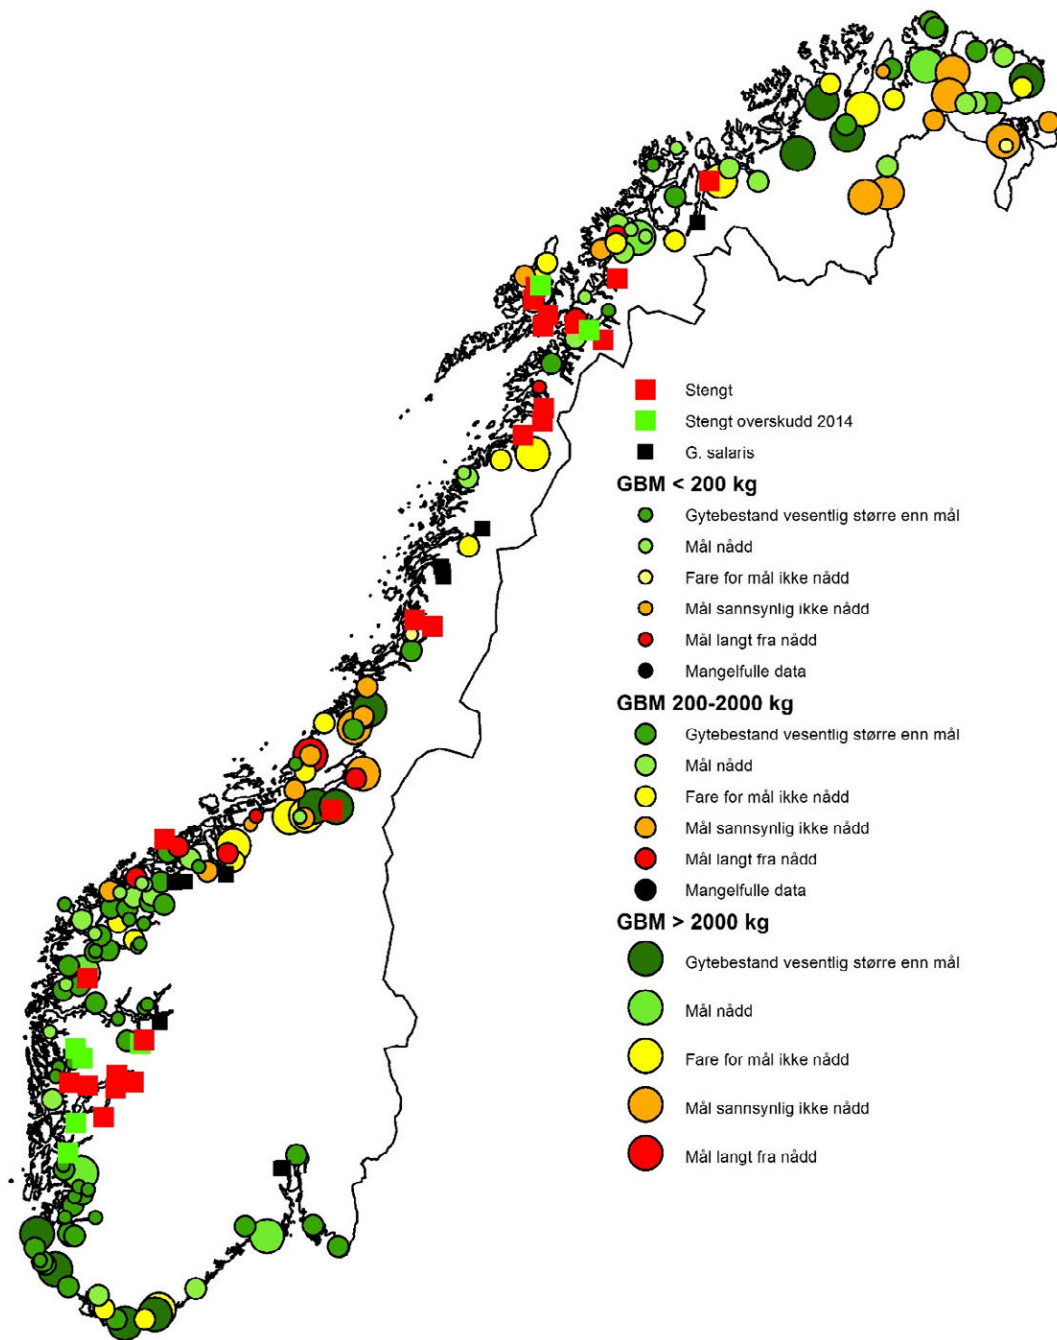 Stengt
Stengt overskudd 2014
G. salaris
GBM < 200 kg
Gytebestand vesentlig større enn mål
Mål nådd
Fare for mål ikke nådd
Mål sannsynlig ikke nådd
Mål langt fra nådd
Mangelfulle data
GBM 200-2000 kg
Gytebestand vesentlig større enn mål
Mål nådd
Fare for mål ikke nådd
Mål sannsynlig ikke nådd
Mål langt fra nådd
Mangelfulle data
GBM > 2000 kg
Gytebestand vesentlig større enn mål
Mål nådd
Fare for mål ikke nådd
Mål sannsynlig ikke nådd
Mål langt fra nådd